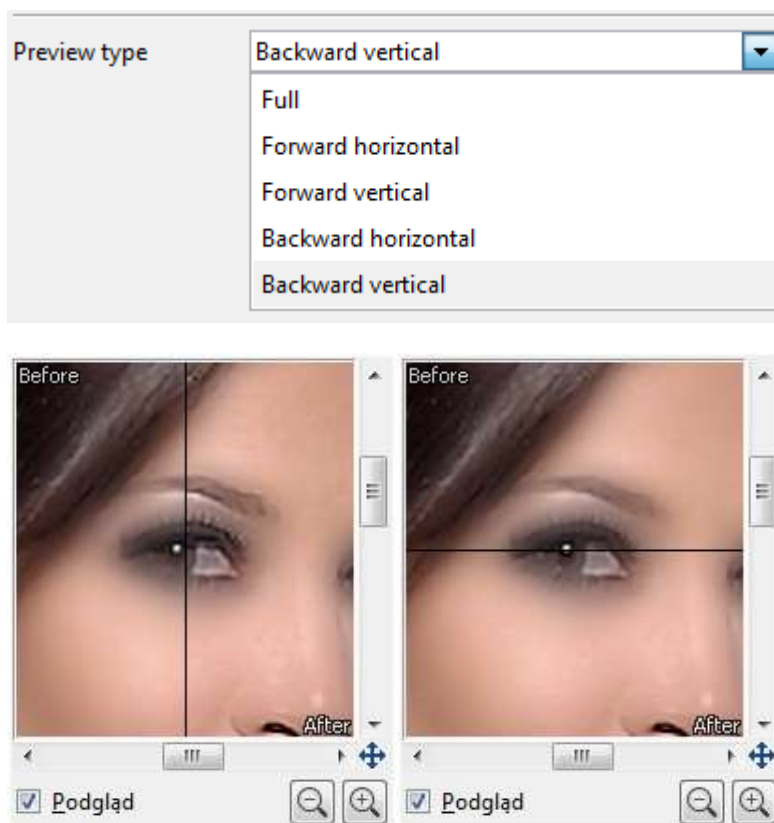 Preview type
Backward vertical
Full
Forward horizontal
Forward vertical
Backward horizontal
Backward vertical
Before
Before
After
After
Podgląd
Podgląd